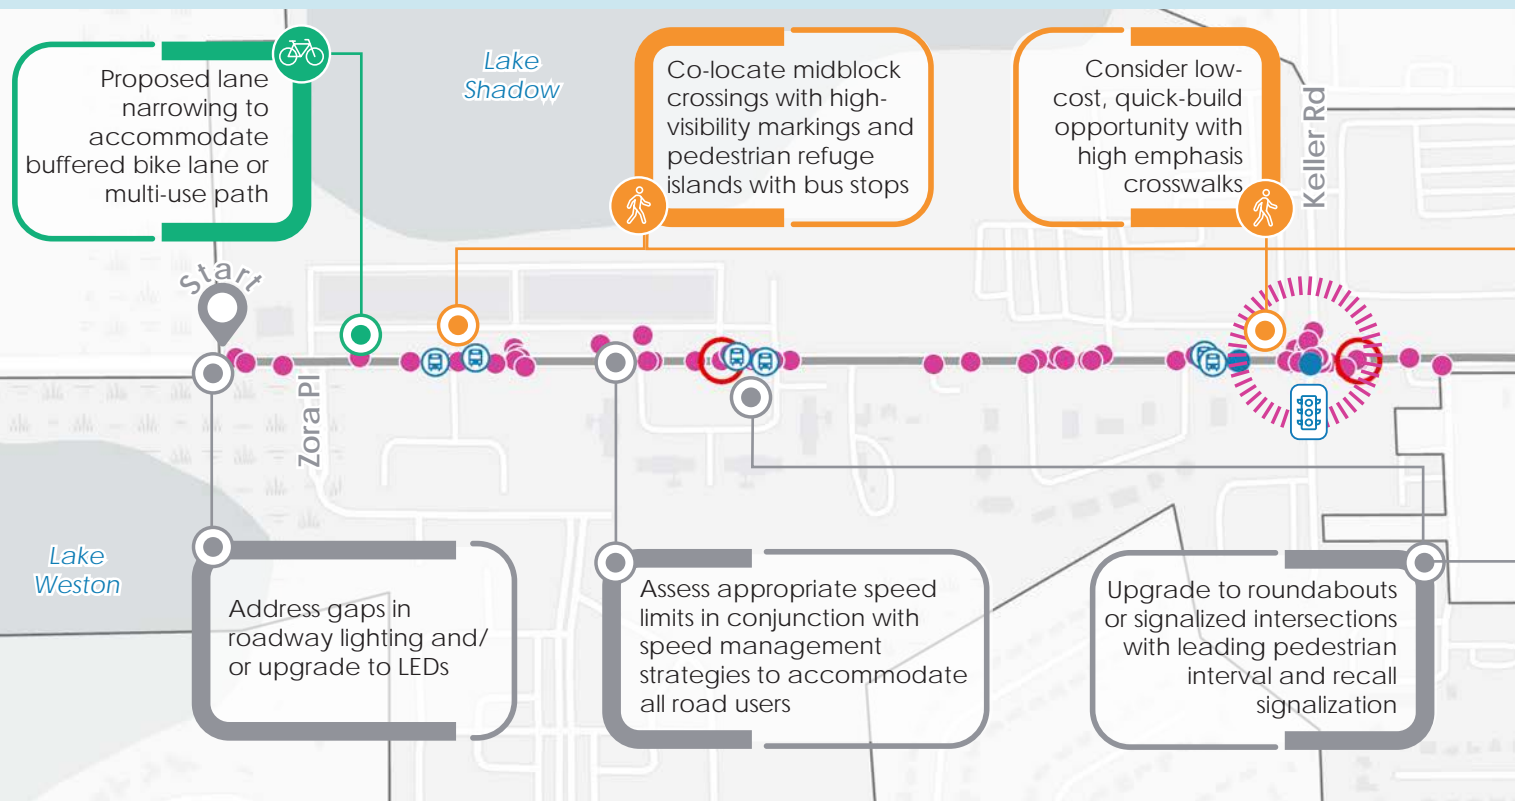 Proposed lane
narrowing to
accommodate
buffered bike lane or
multi-use path
Lake
Shadow
Co-locate midblock
crossings with high-
visibility markings and
pedestrian refuge
islands with bus stops
Consider low-
cost, quick-build
opportunity with
high emphasis
crosswalks
Keller Rd
Start
Zora Pl
Lake
Weston
Address gaps in
roadway lighting and/
or upgrade to LEDs
Assess appropriate speed
limits in conjunction with
speed management
strategies to accommodate
all road users
Upgrade to roundabouts
or signalized intersections
with leading pedestrian
interval and recall
signalization